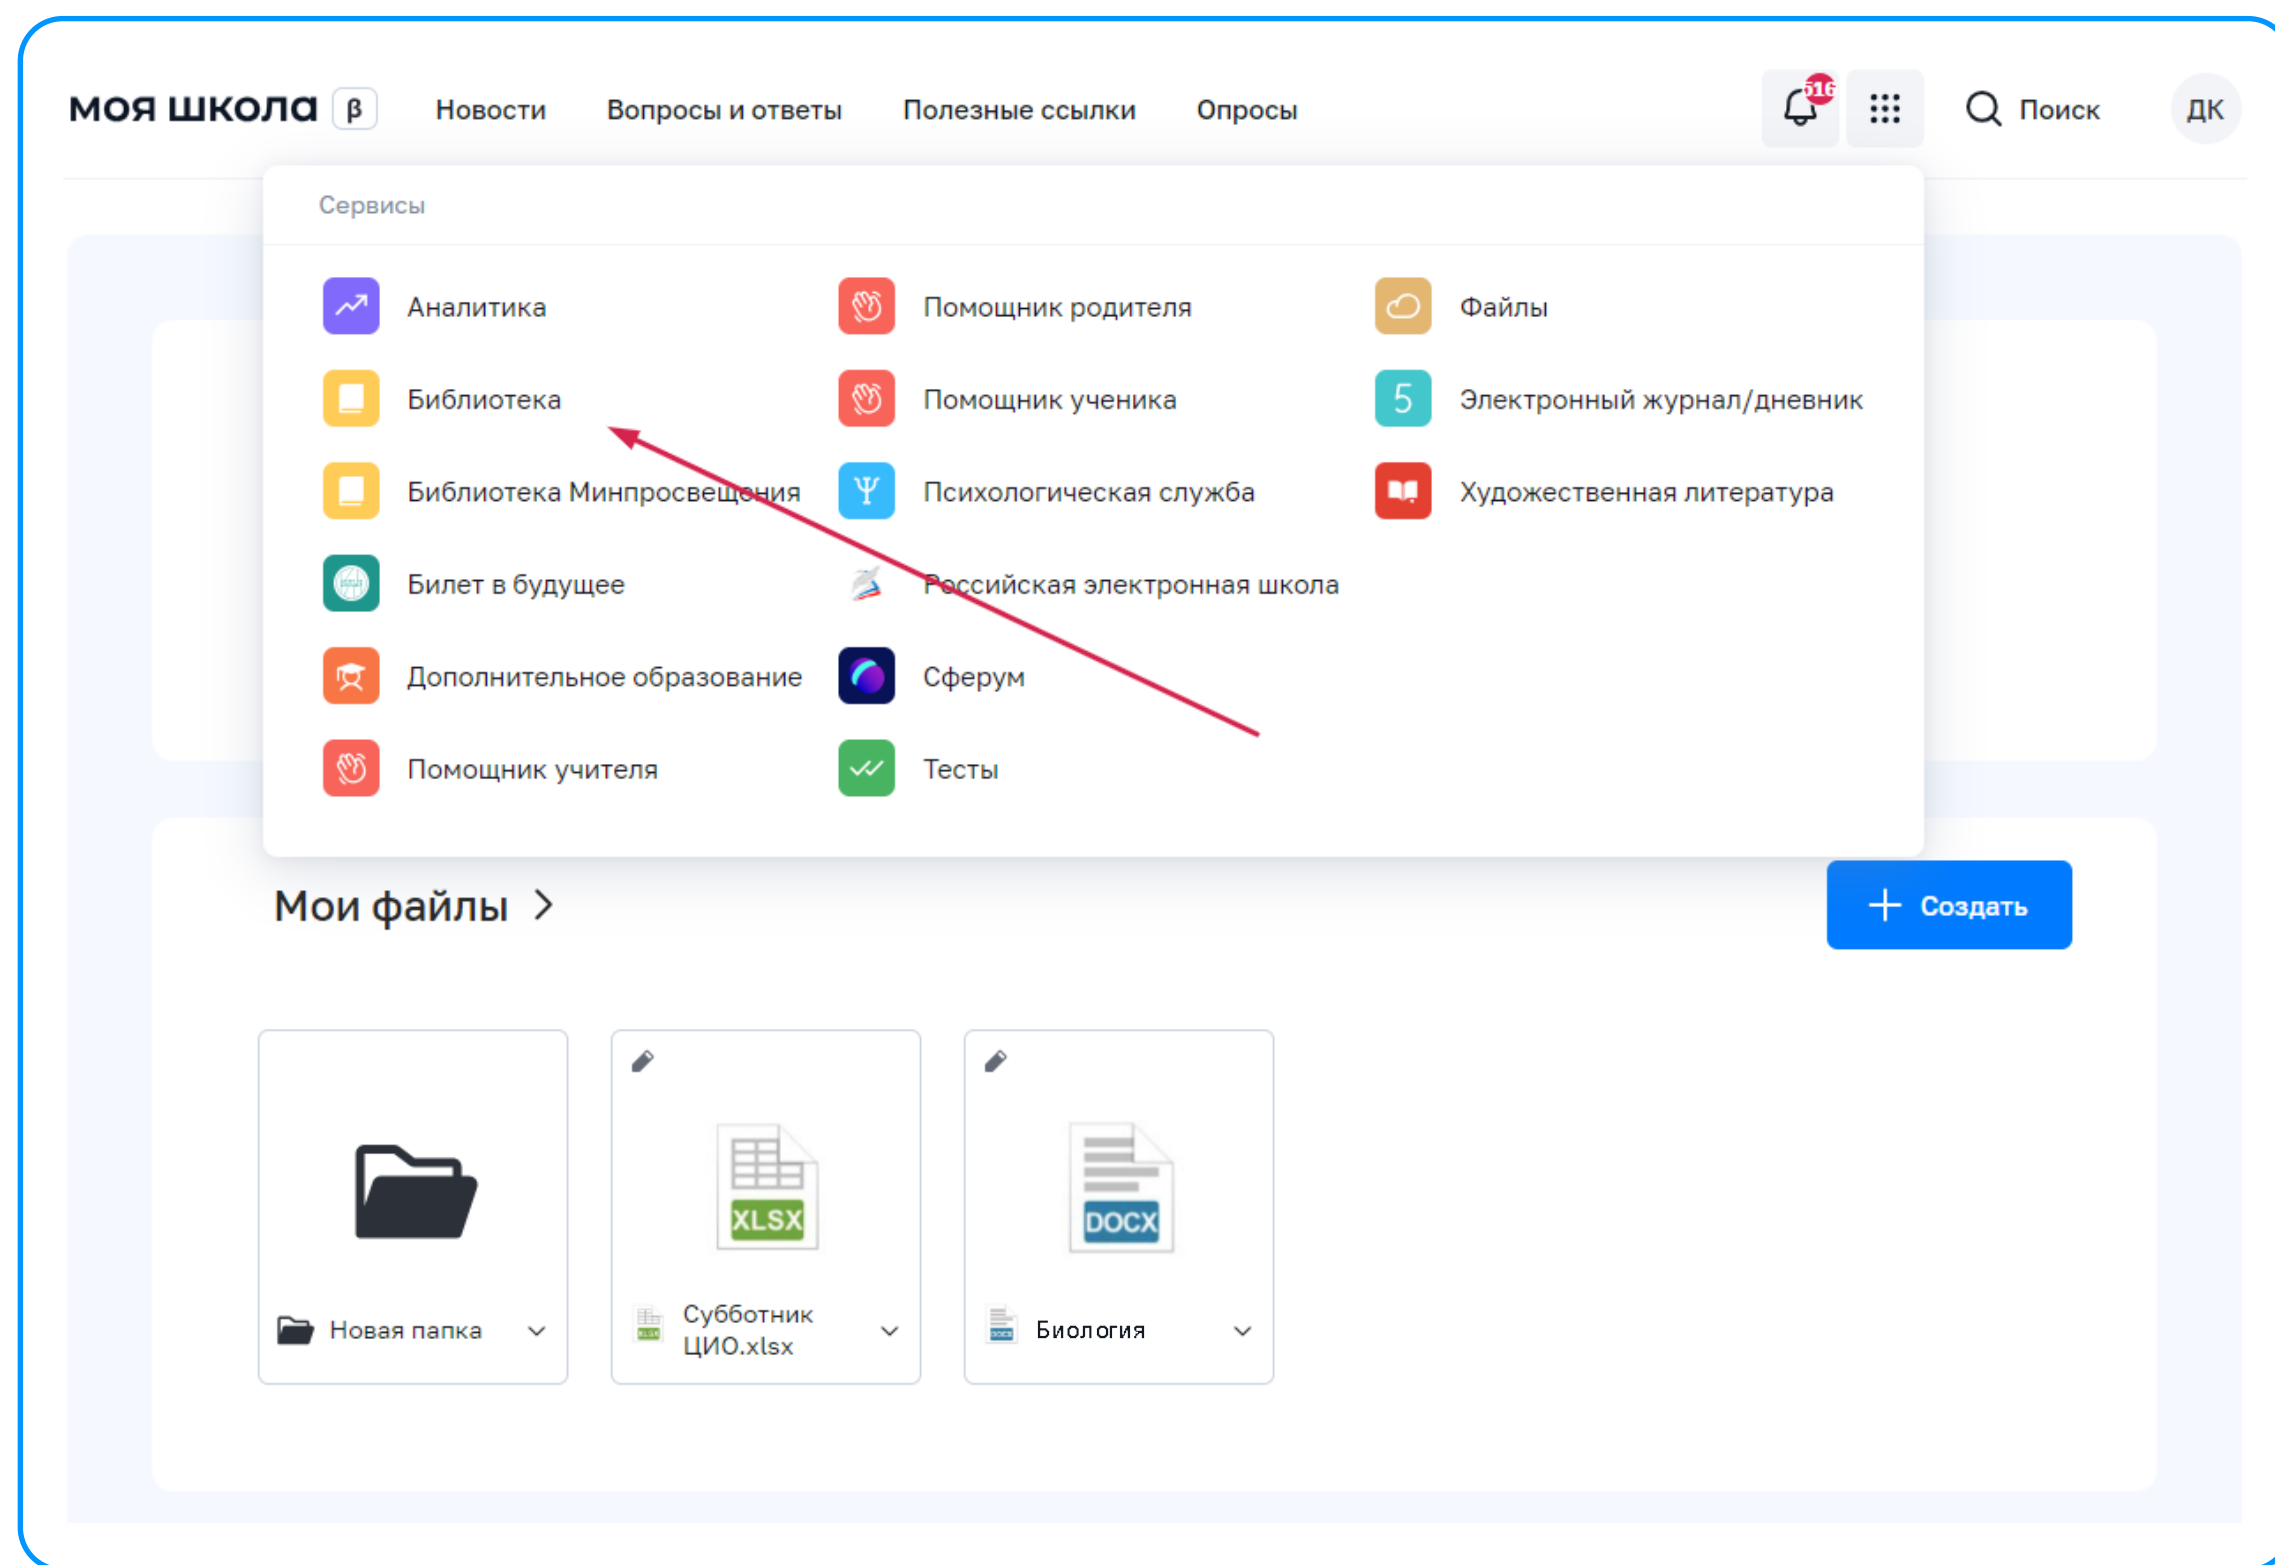 моя школа β Новости Вопросы и ответы Полезные ссылки Опросы 516 Поиск ДК
Сервисы
Аналитика Помощник родителя Файлы
Библиотека Помощник ученика 5 Электронный журнал/дневник
Библиотека Минпросвещения Ψ Психологическая служба Художественная литература
Билет в будущее Российская электронная школа
Дополнительное образование Сферум
Помощник учителя Тесты
Мои файлы Создать
XLSX DOCX
Новая папка XLSX Субботник DOCX Биология
ЦИО.xlsx